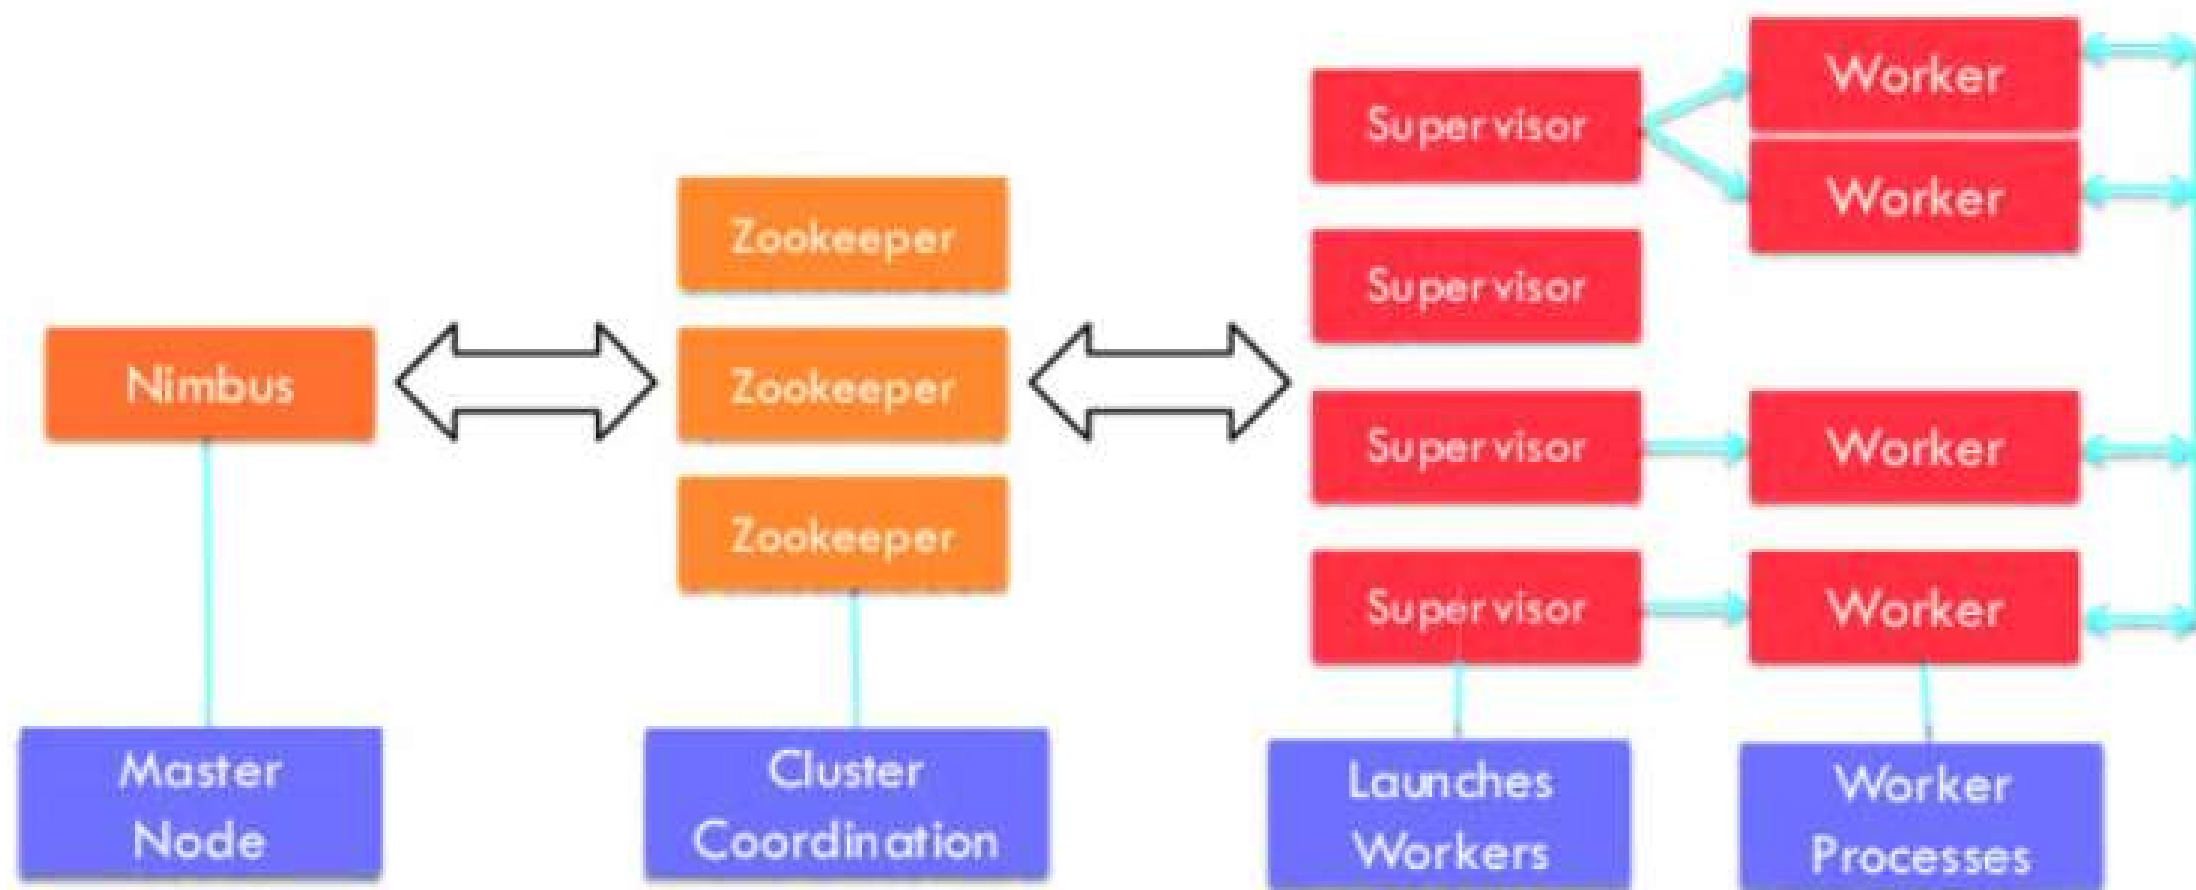 Nimbus
Zookeeper
Zookeeper
Zookeeper
Supervisor
Supervisor
Supervisor
Supervisor
Worker
Worker
Worker
Worker
Master
Node
Cluster
Coordination
Launches
Workers
Worker
Processes